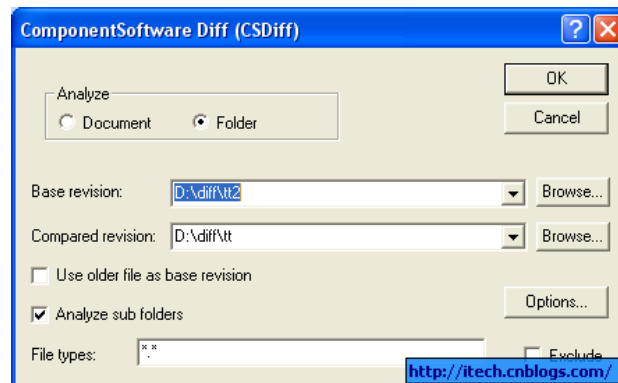 ComponentSoftware Diff (CSDiff)
OK
Analyze
Document Folder
Cancel
Base revision: D:\diff\tt2 Browse...
Compared revision: D:\diff\tt Browse...
Use older file as base revision
Options...
Analyze sub folders
File types: *.* Exclude
http://itech.cnblogs.com/